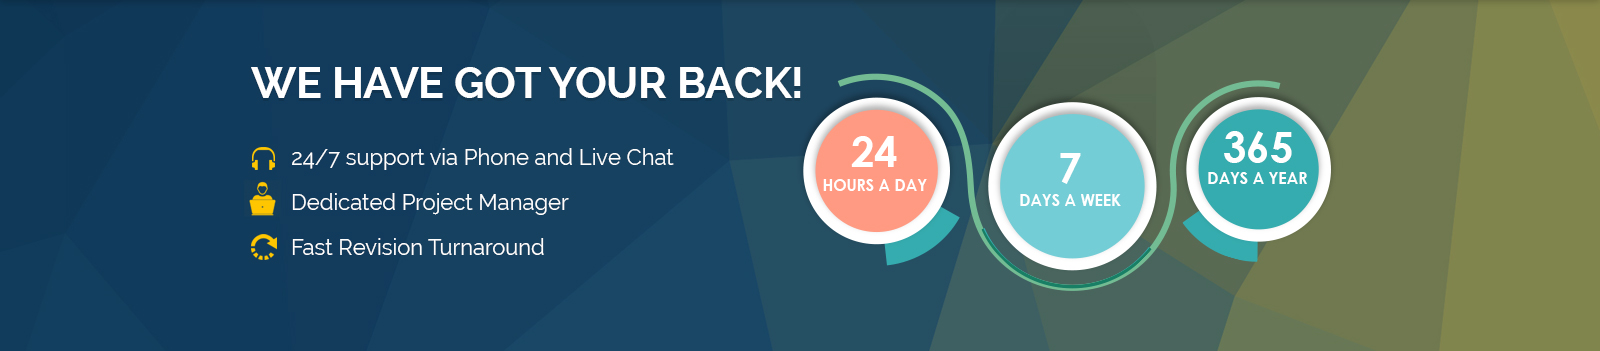 WE HAVE GOT YOUR BACK!
24/7 support via Phone and Live Chat
Dedicated Project Manager
Fast Revision Turnaround
24
HOURS A DAY
7
DAYS A WEEK
365
DAYS A YEAR